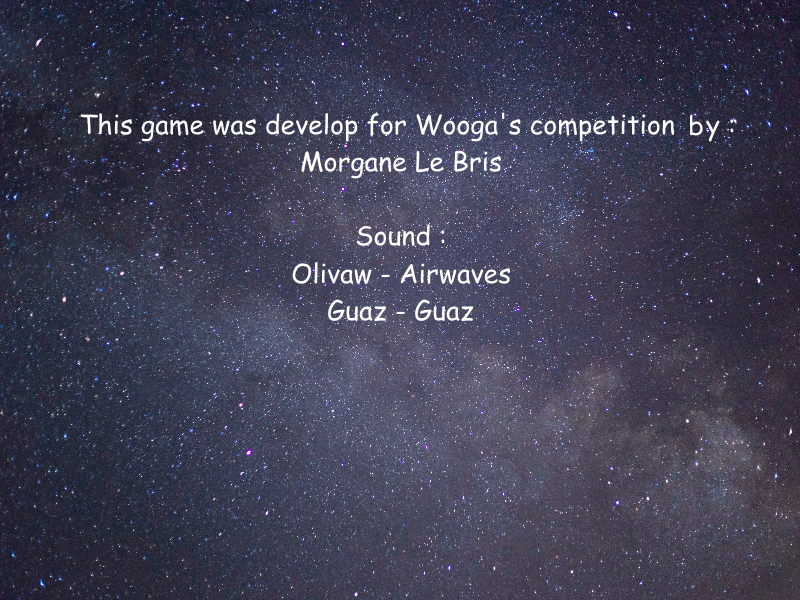 This game was develop for Wooga's competition by :
Morgane Le Bris
Sound :
Olivaw - Airwaves
Guaz - Guaz